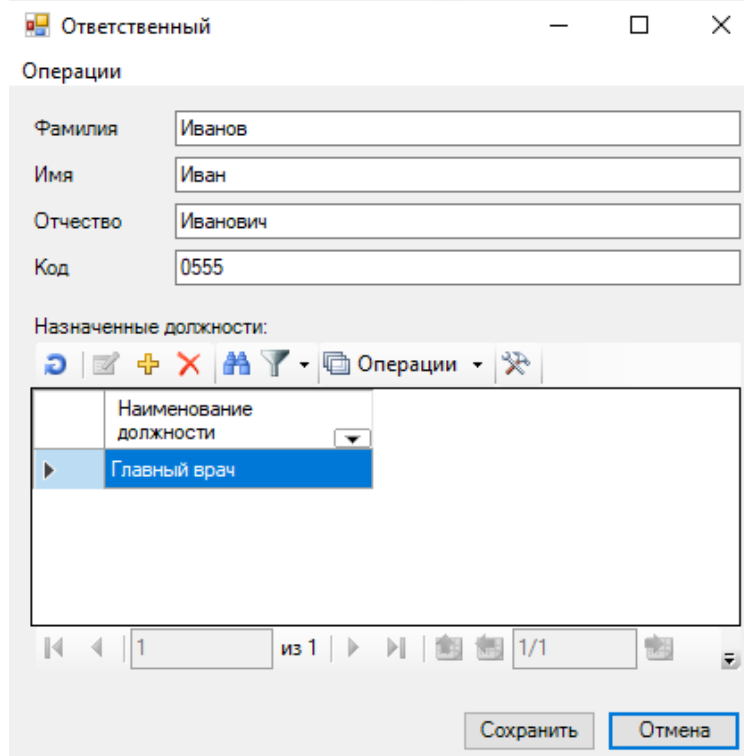 Ответственный
Операции
Фамилия Иванов
Имя Иван
Отчество Иванович
Код 0555
Назначенные должности:
Операции
Наименование
должности
Главный врач
1 из 1 1/1
Сохранить Отмена